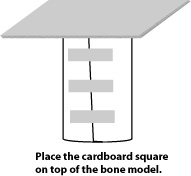 Place the cardboard square
on top of the bone model.